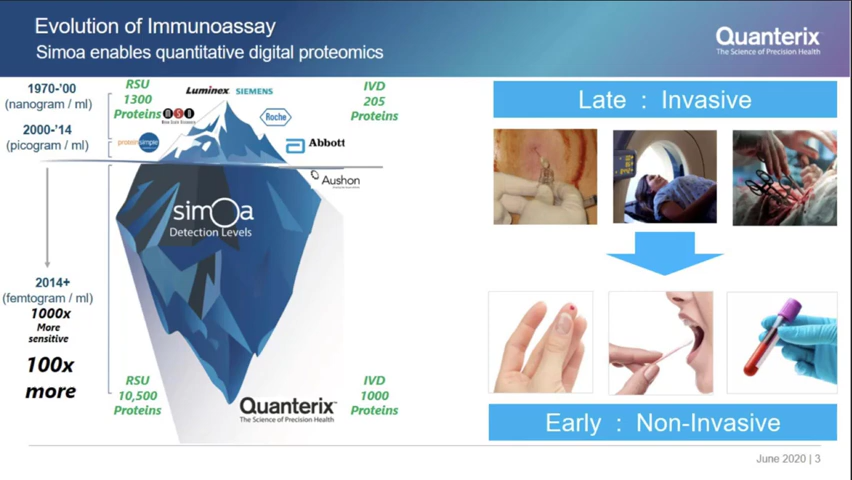 Evolution of Immunoassay
Simoa enables quantitative digital proteomics
Quanterix
The Science of Precision Health
1970-'00
(nanogram / ml)
2000-'14
(picogram / ml)
2014+
(femtogram / ml)
1000x
More
sensitive
100x
more
RSU
1300
Proteins
Luminex
SIEMENS
IVD
205
Proteins
MSD
Roche
proteinsimple
Abbott
Aushon
simoa
Detection Levels
RSU
10,500
Proteins
Quanterix™
The Science of Precision Health
IVD
1000
Proteins
Late : Invasive
Early : Non-Invasive
June 2020 | 3